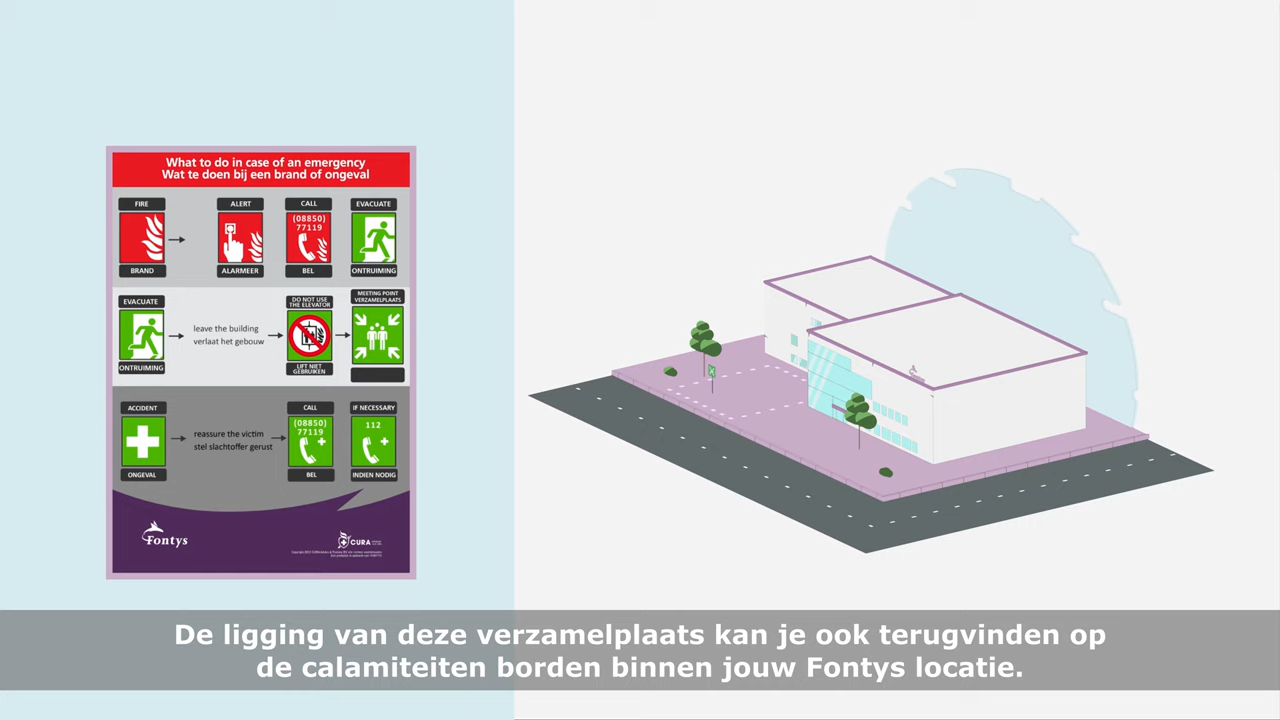 What to do in case of an emergency
Wat te doen bij een brand of ongeval
FIRE
ALERT
CALL
EVACUATE
(08850)
77119
BRAND
ALARMEER
BEL
ONTRUIMING
EVACUATE
DO NOT USE
THE ELEVATOR
MEETING POINT
VERZAMELPLAATS
leave the building
verlaat het gebouw
ONTRUIMING
LIFT NIET
GEBRUIKEN
ACCIDENT
CALL
IF NECESSARY
(08850)
77119
112
reassure the victim
stel slachtoffer gerust
ONGEVAL
BEL
INDIEN NODIG
Fontys
CURA
De ligging van deze verzamelplaats kan je ook terugvinden op
de calamiteiten borden binnen jouw Fontys locatie.